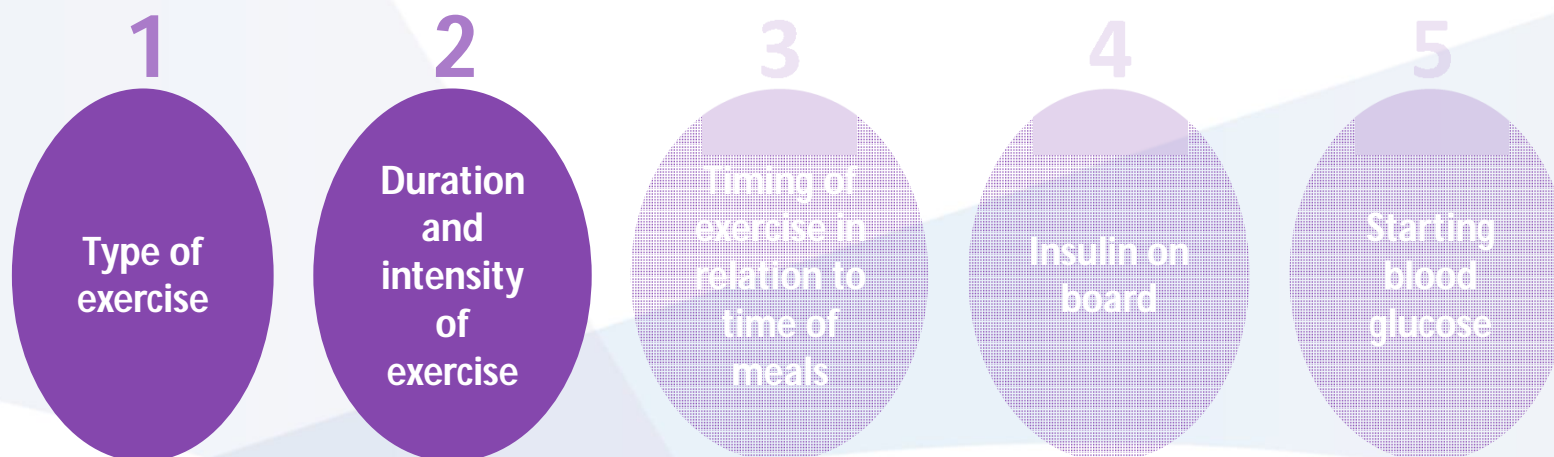 1
Type of
exercise
2
Duration
and
intensity
of
exercise
3
Timing of
exercise in
relation to
time of
meals
4
Insulin on
board
5
Starting
blood
glucose